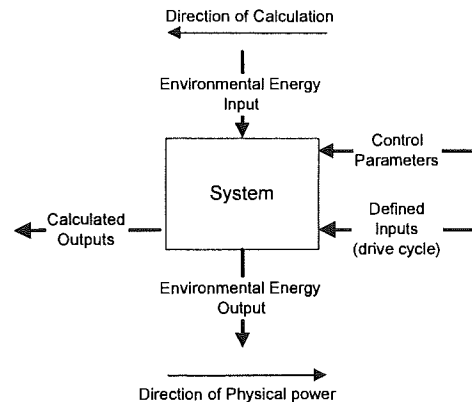 Direction of Calculation
Environmental Energy
Input
Control
Parameters
System
Calculated
Outputs
Defined
Inputs
(drive cycle)
Environmental Energy
Output
Direction of Physical power